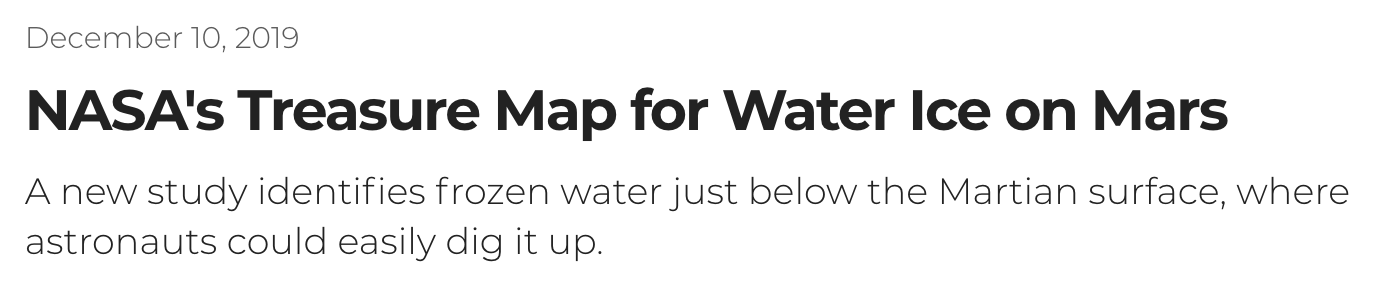 December 10, 2019
NASA's Treasure Map for Water Ice on Mars
A new study identifies frozen water just below the Martian surface, where
astronauts could easily dig it up.